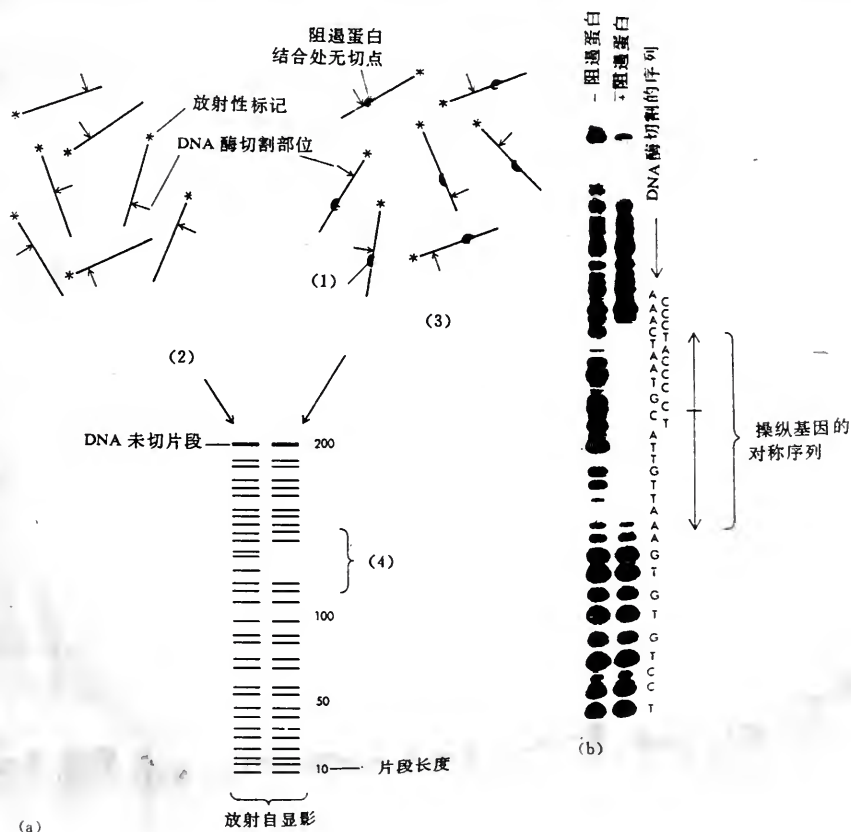 阻遏蛋白
结合处无切点
放射性标记
DNA 酶切割部位
(1)
(2)
(3)
DNA 未切片段
200
(4)
100
50
10
片段长度
放射自显影
(a)
- 阻遏蛋白
+ 阻遏蛋白
DNA 酶切割的序列
A A A C T A A T G C A T T G T T A A A G T G T G T C C T
C C C T A C C C C T
操纵基因的
对称序列
(b)